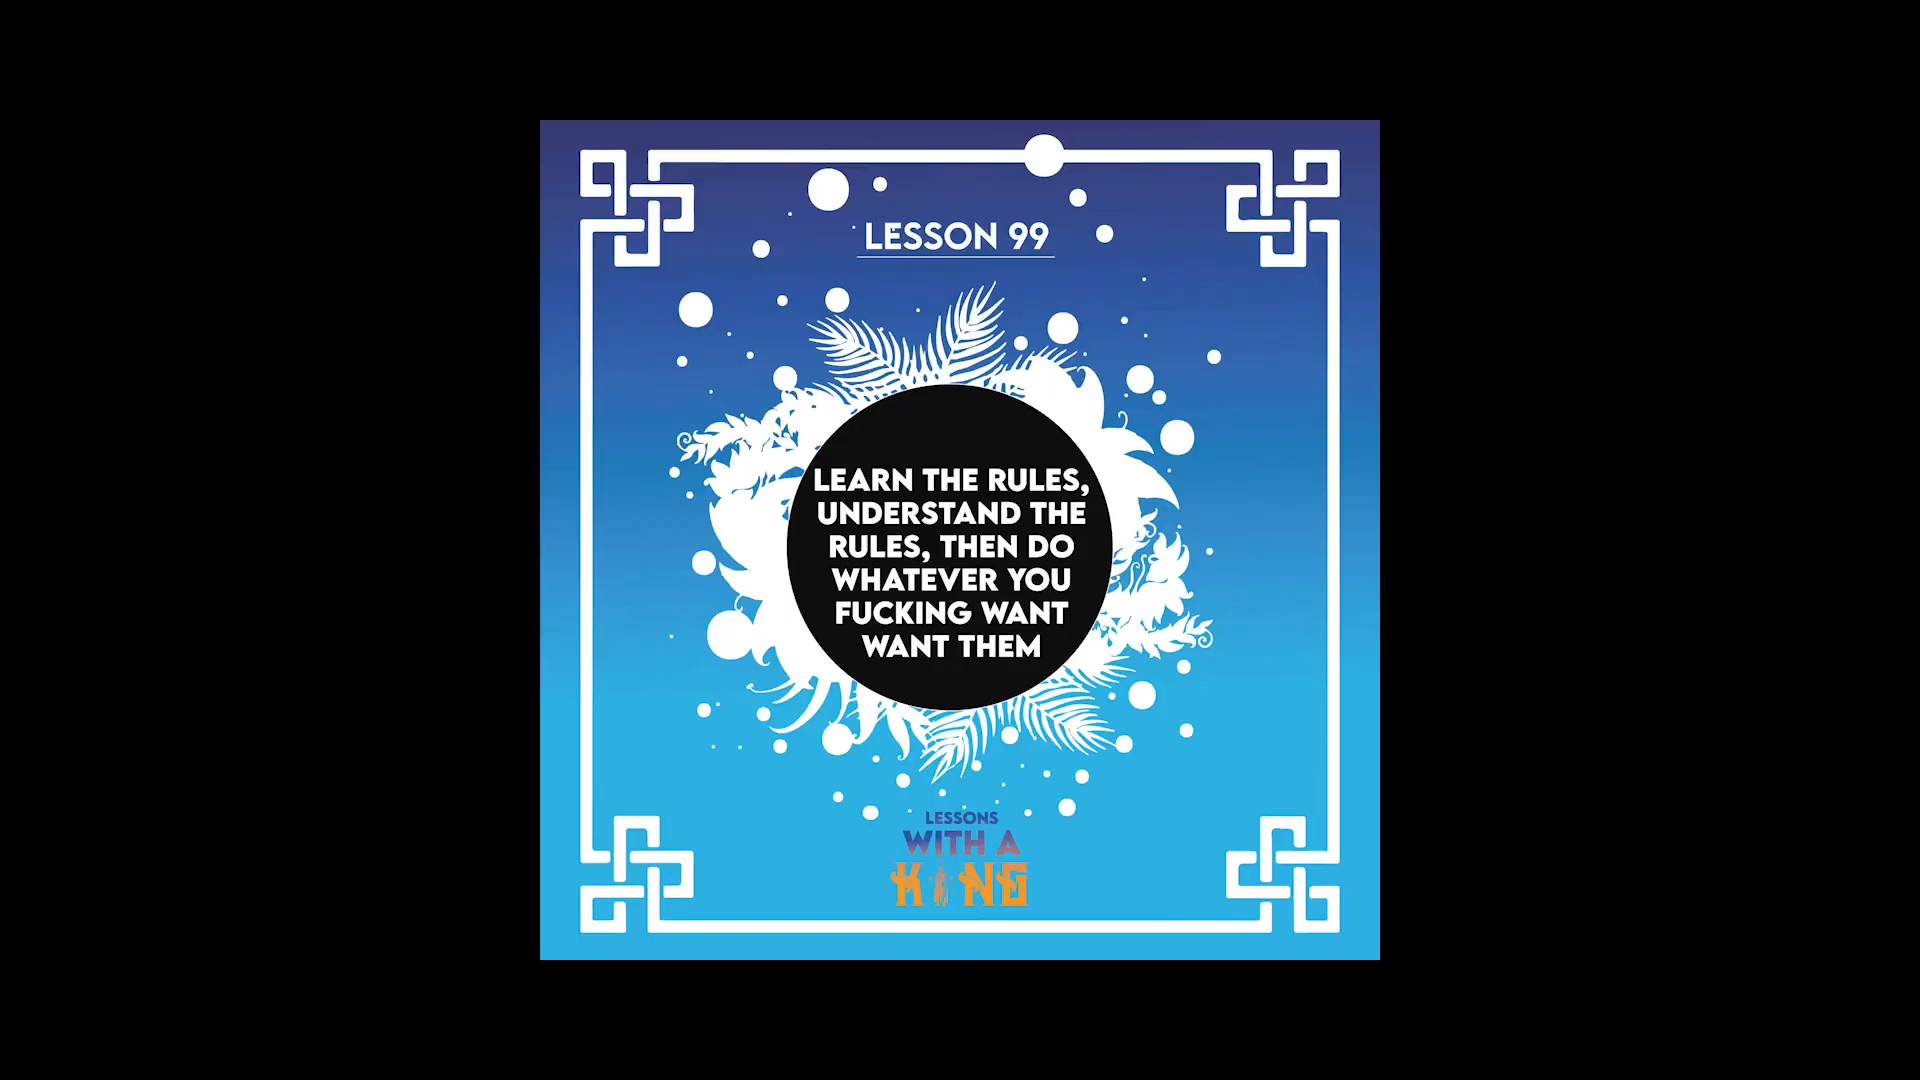 LESSON 99
LEARN THE RULES,
UNDERSTAND THE
RULES, THEN DO
WHATEVER YOU
FUCKING WANT
WANT THEM
LESSONS
WITH A
KING